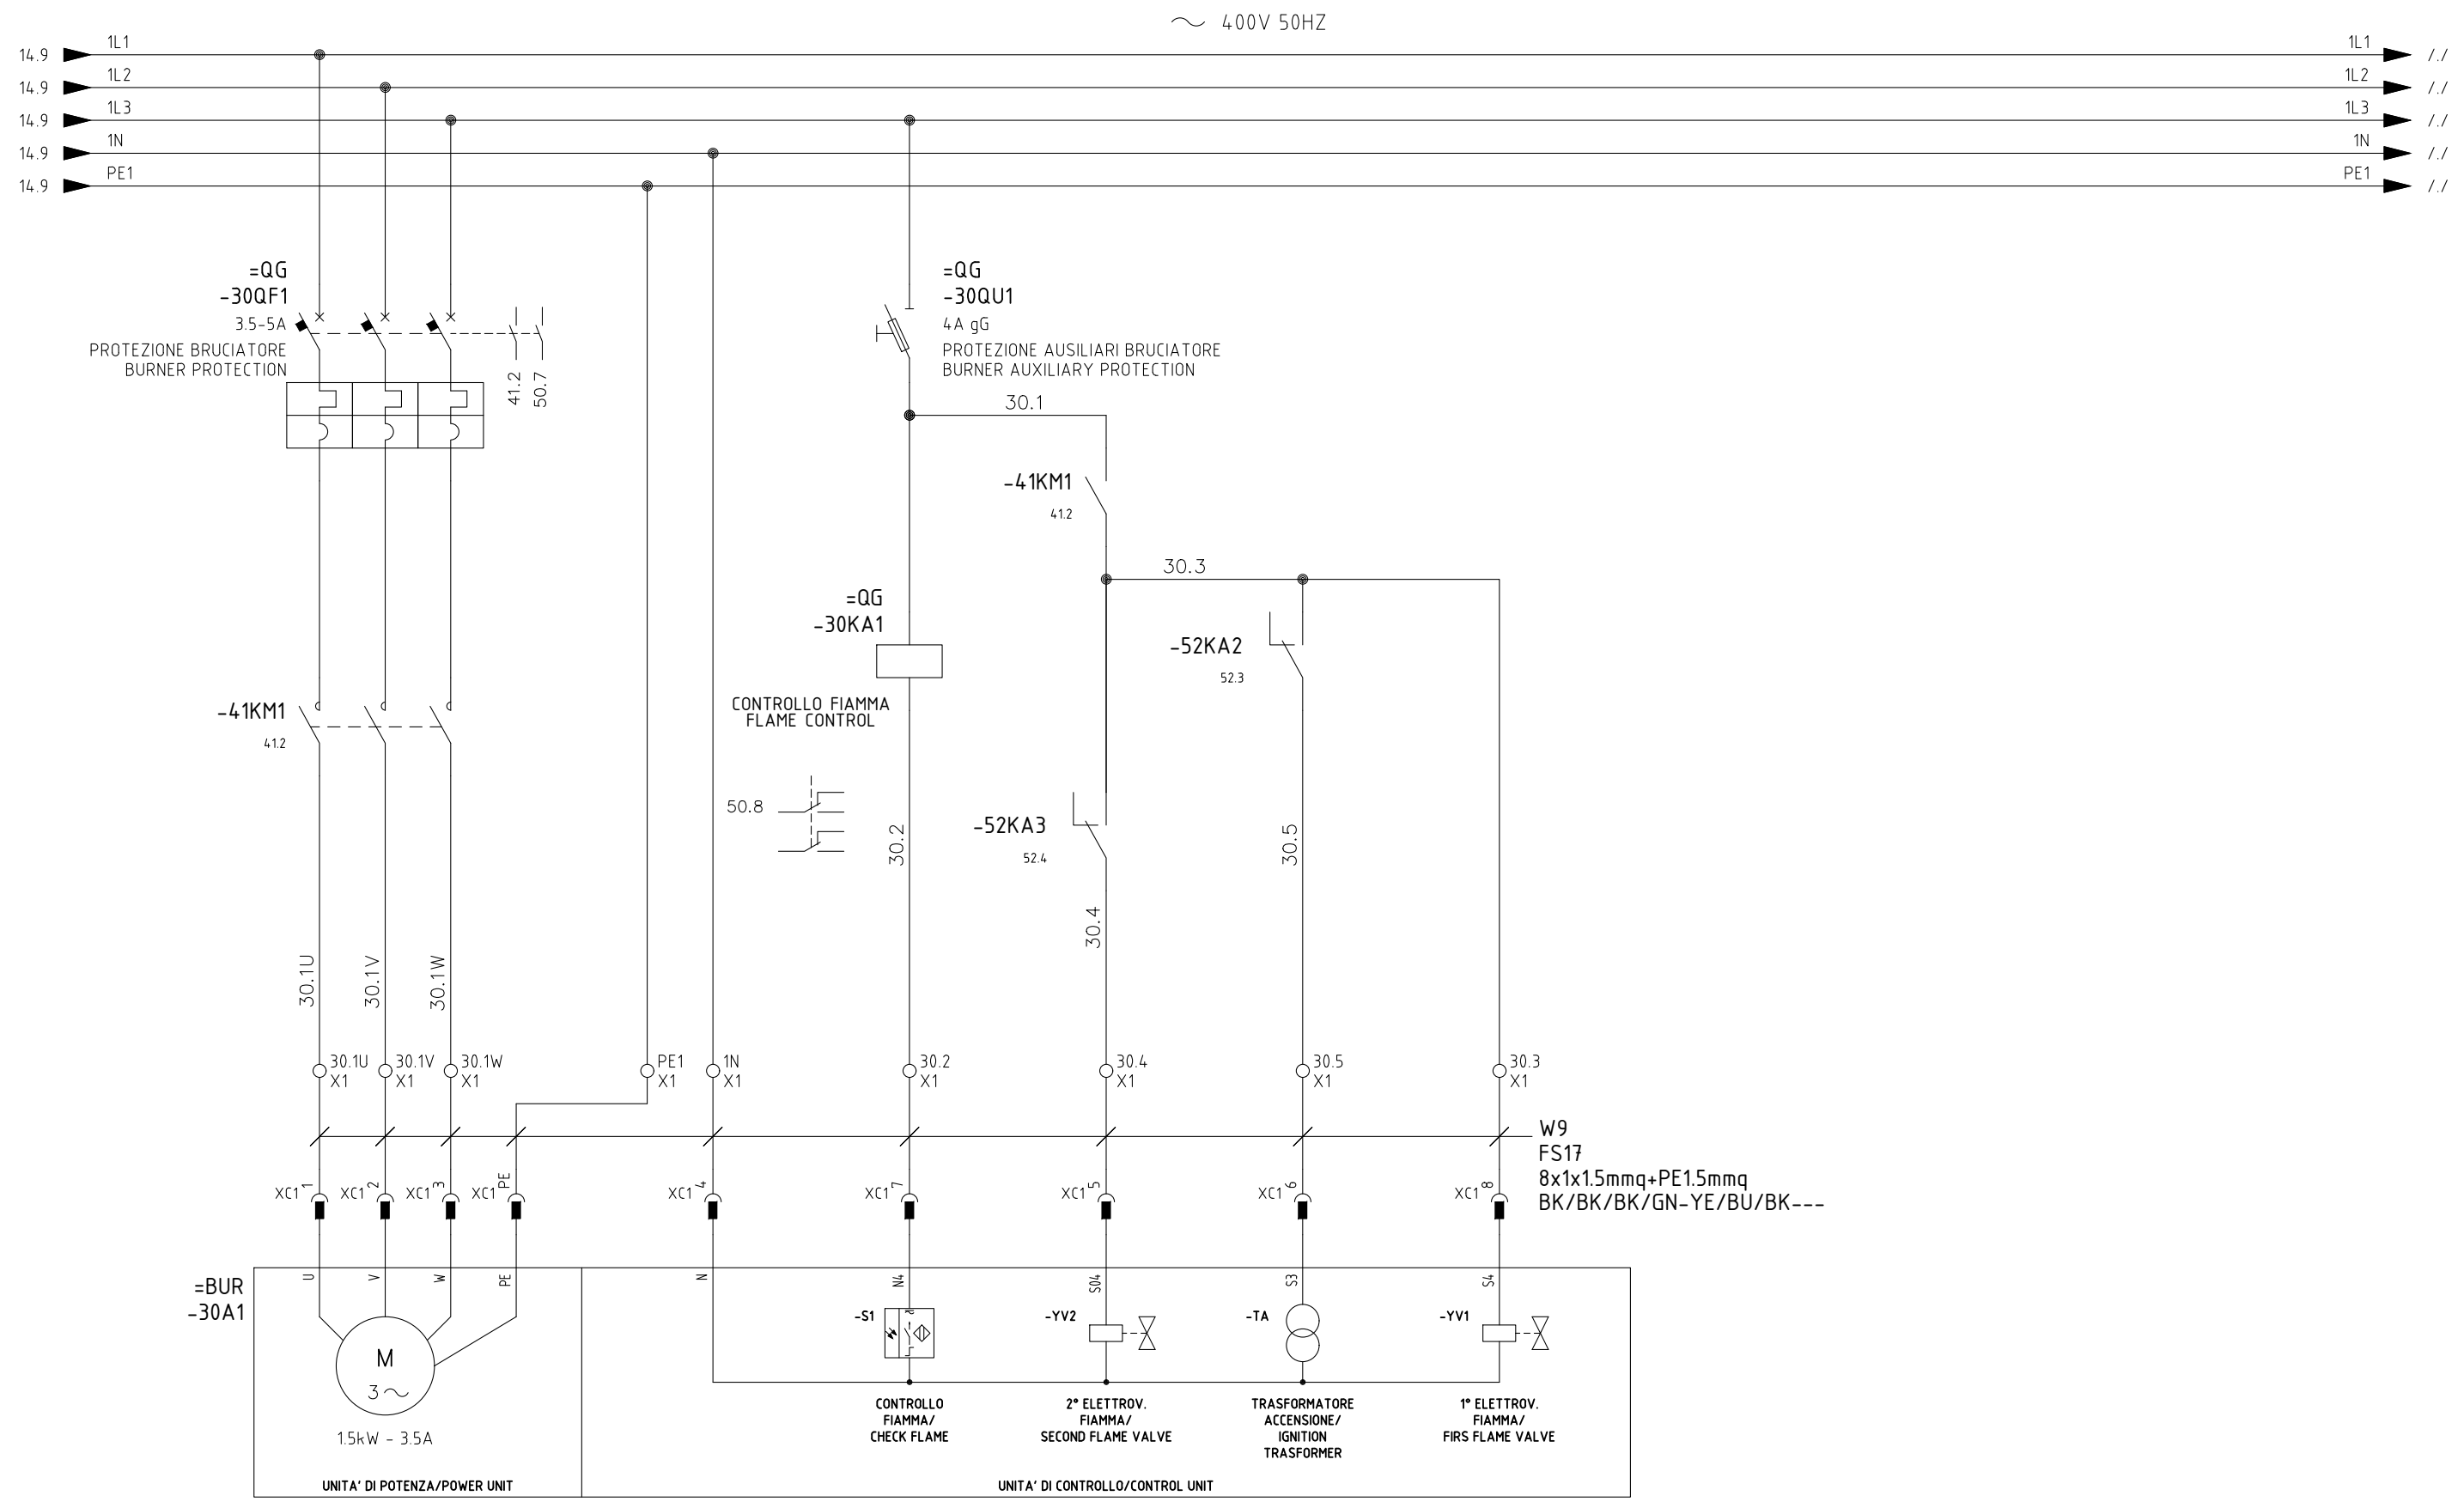 400V 50HZ
14.9 1L1 1L1 /./
14.9 1L2 1L2 /./
14.9 1L3 1L3 /./
14.9 1N 1N /./
14.9 PE1 PE1 /./
=QG
-30QF1
3.5-5A
PROTEZIONE BRUCIATORE
BURNER PROTECTION
41.2
50.7
=QG
-30QU1
4A gG
PROTEZIONE AUSILIARI BRUCIATORE
BURNER AUXILIARY PROTECTION
30.1
-41KM1
41.2
30.3
=QG
-30KA1
CONTROLLO FIAMMA
FLAME CONTROL
-52KA2
52.3
-41KM1
41.2
50.8
30.2
-52KA3
52.4
30.5
30.4
30.1U
30.1V
30.1W
30.1U 30.1V 30.1W PE1 1N 30.2 30.4 30.5 30.3
X1 X1 X1 X1 X1 X1 X1 X1 X1
W9
FS17
8x1x1.5mmq+PE1.5mmq
BK/BK/BK/GN-YE/BU/BK---
XC1 1 XC1 2 XC1 3 XC1 PE XC1 4 XC1 7 XC1 5 XC1 6 XC1 8
=BUR
-30A1
U V W PE N N4 S04 S3 S4
-S1 -YV2 -TA -YV1
M
3
1.5kW - 3.5A
CONTROLLO
FIAMMA/
CHECK FLAME
2° ELETTROV.
FIAMMA/
SECOND FLAME VALVE
TRASFORMATORE
ACCENSIONE/
IGNITION
TRASFORMER
1° ELETTROV.
FIAMMA/
FIRS FLAME VALVE
UNITA' DI POTENZA/POWER UNIT
UNITA' DI CONTROLLO/CONTROL UNIT